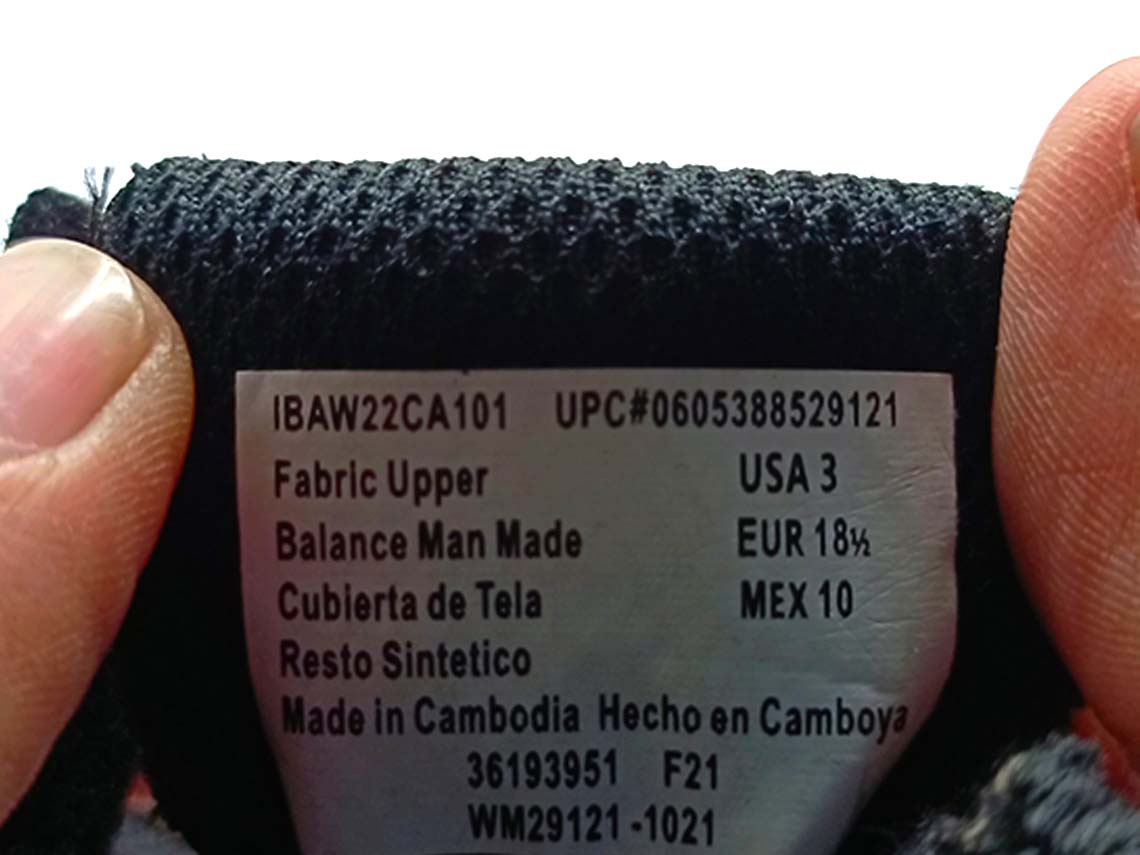 IBAW22CA101 UPC#0605388529121
Fabric Upper USA 3
Balance Man Made EUR 18½
Cubierta de Tela MEX 10
Resto Sintetico
Made in Cambodia Hecho en Camboya
36193951 F21
WM29121-1021